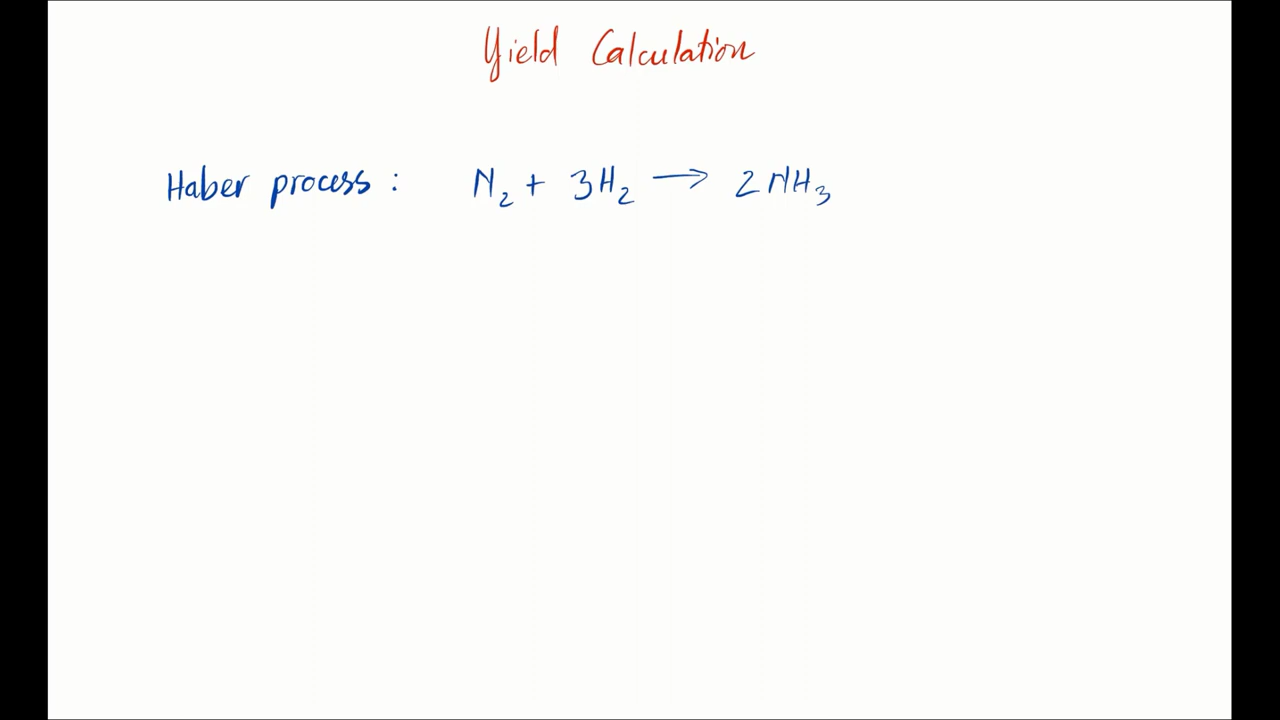 Yield Calculation
Haber process : N₂ + 3H₂ → 2NH₃